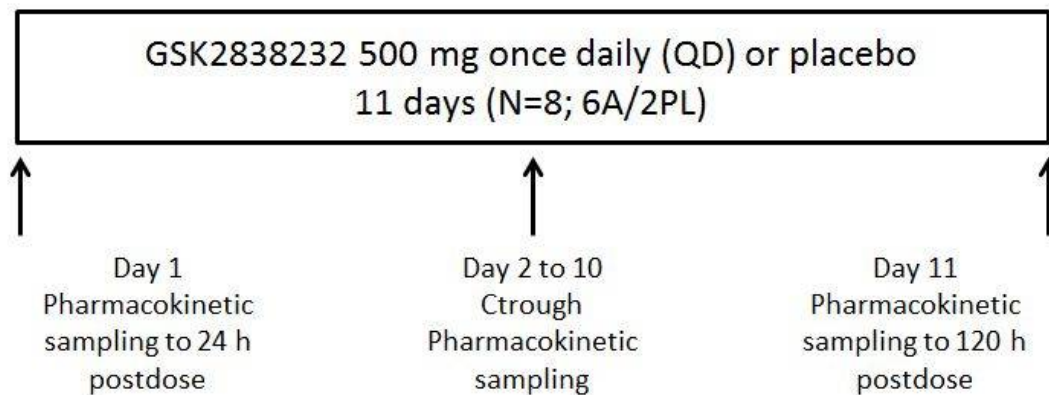 GSK2838232 500 mg once daily (QD) or placebo
11 days (N=8; 6A/2PL)
Day 1
Pharmacokinetic
sampling to 24 h
postdose
Day 2 to 10
Ctrough
Pharmacokinetic
sampling
Day 11
Pharmacokinetic
sampling to 120 h
postdose